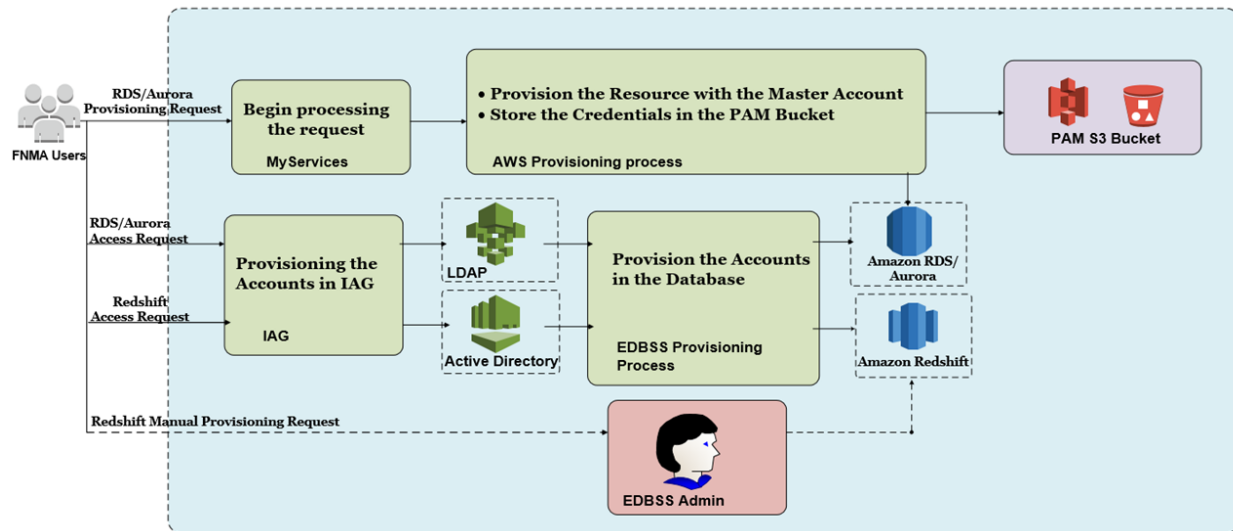 RDS/Aurora
Provisioning Request
FNMA Users
Begin processing
the request
MyServices
• Provision the Resource with the Master Account
• Store the Credentials in the PAM Bucket
AWS Provisioning process
PAM S3 Bucket
RDS/Aurora
Access Request
Redshift
Access Request
Provisioning the
Accounts in IAG
IAG
LDAP
Active Directory
Provision the Accounts
in the Database
EDBSS Provisioning
Process
Amazon RDS/
Aurora
Amazon Redshift
Redshift Manual Provisioning Request
EDBSS Admin